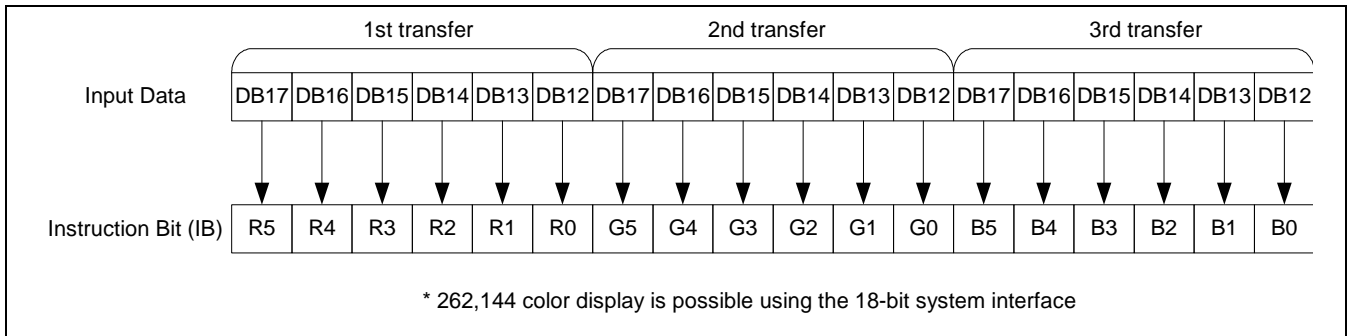 1st transfer 2nd transfer 3rd transfer
Input Data DB17 DB16 DB15 DB14 DB13 DB12 DB17 DB16 DB15 DB14 DB13 DB12 DB17 DB16 DB15 DB14 DB13 DB12
Instruction Bit (IB) R5 R4 R3 R2 R1 R0 G5 G4 G3 G2 G1 G0 B5 B4 B3 B2 B1 B0
* 262,144 color display is possible using the 18-bit system interface